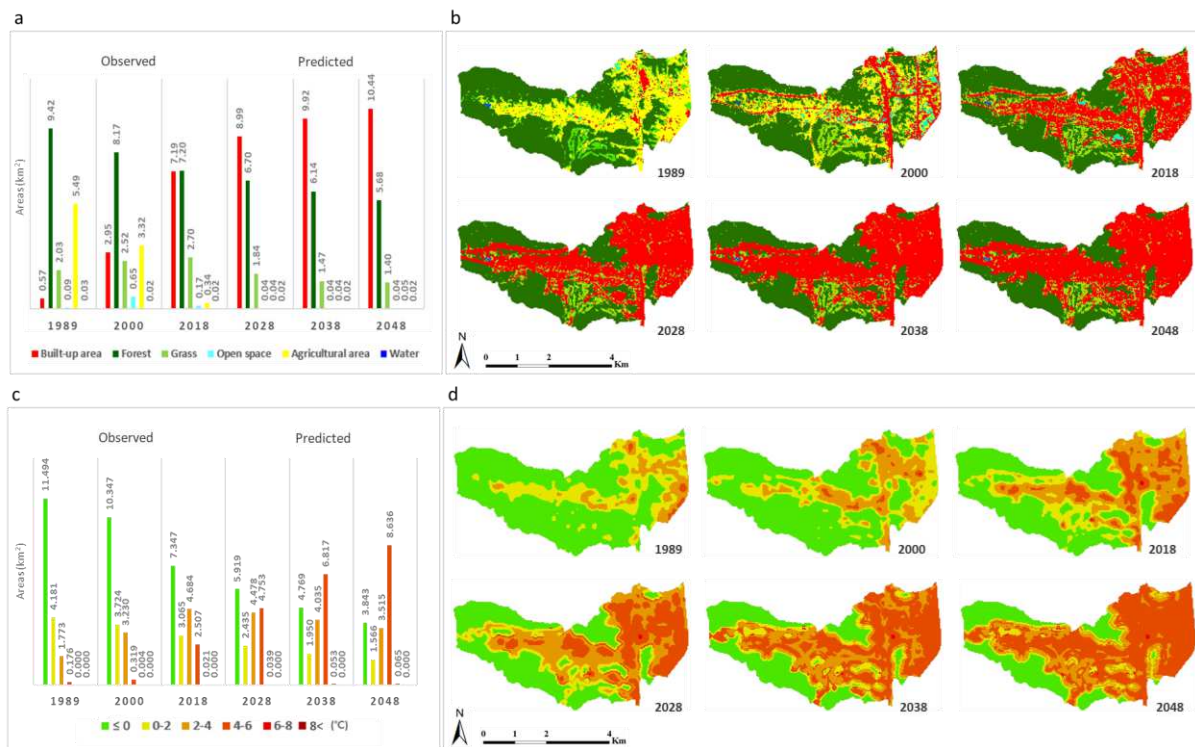 a
Observed Predicted
Areas(km²)
0.57 9.42 2.03 0.09 5.49 0.03
2.95 8.17 2.52 0.65 3.32 0.02
7.19 7.20 2.70 0.17 0.34 0.02
8.99 6.70 1.84 0.04 0.04 0.02
9.92 6.14 1.47 0.04 0.04 0.02
10.44 5.68 1.40 0.04 0.05 0.02
1989 2000 2018 2028 2038 2048
Built-up area Forest Grass Open space Agricultural area Water
b
1989 2000 2018
2028 2038 2048
N
0 1 2 4
Km
c
Observed Predicted
Areas (km²)
11.494 4.181 1.773 0.176 0.000 0.000
10.347 3.724 3.230 0.319 0.004 0.000
7.347 3.065 4.684 2.507 0.021 0.000
5.919 2.435 4.478 4.753 0.039 0.000
4.769 1.950 4.035 6.817 0.053 0.000
3.843 1.566 3.515 8.636 0.065 0.000
1989 2000 2018 2028 2038 2048
≤ 0 0-2 2-4 4-6 6-8 8< (°C)
d
1989 2000 2018
2028 2038 2048
N
0 1 2 4
Km